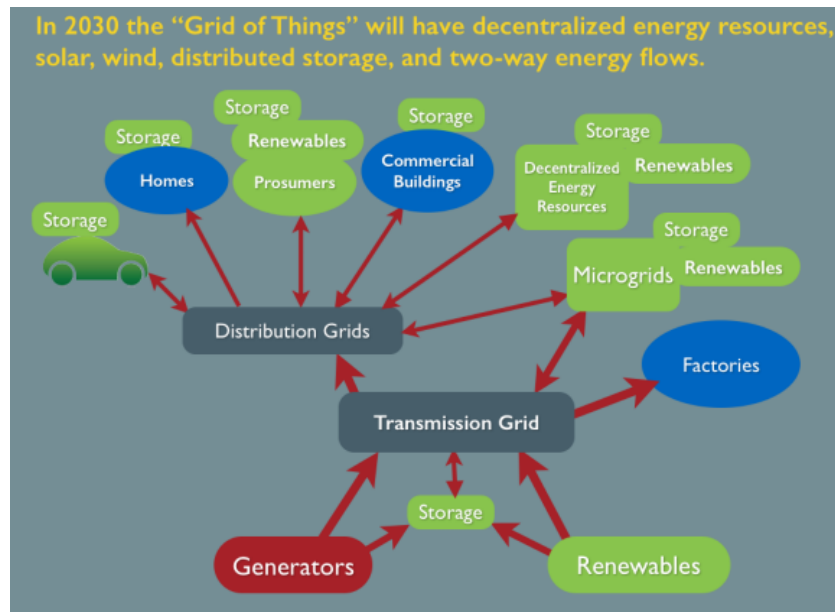 In 2030 the “Grid of Things” will have decentralized energy resources,
solar, wind, distributed storage, and two-way energy flows.
Storage
Homes
Storage
Renewables
Prosumers
Storage
Commercial
Buildings
Storage
Renewables
Decentralized
Energy
Resources
Storage
Storage
Renewables
Microgrids
Distribution Grids
Factories
Transmission Grid
Storage
Generators
Renewables